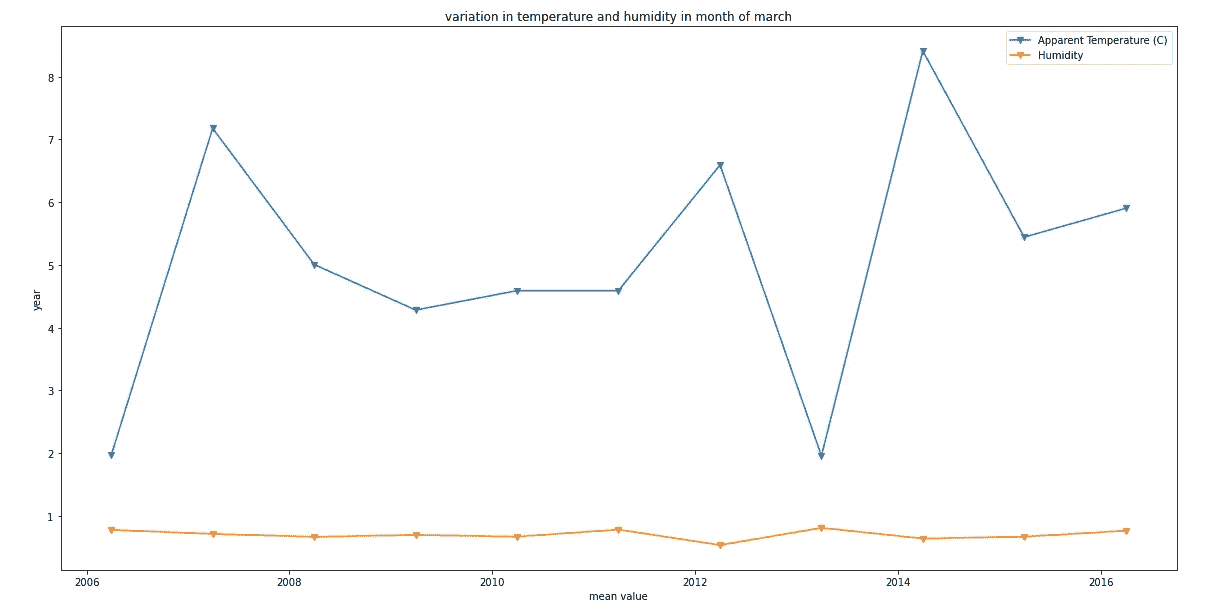 variation in temperature and humidity in month of march
Apparent Temperature (C)
Humidity
8
7
6
5
4
3
2
1
year
2006 2008 2010 2012 2014 2016
mean value